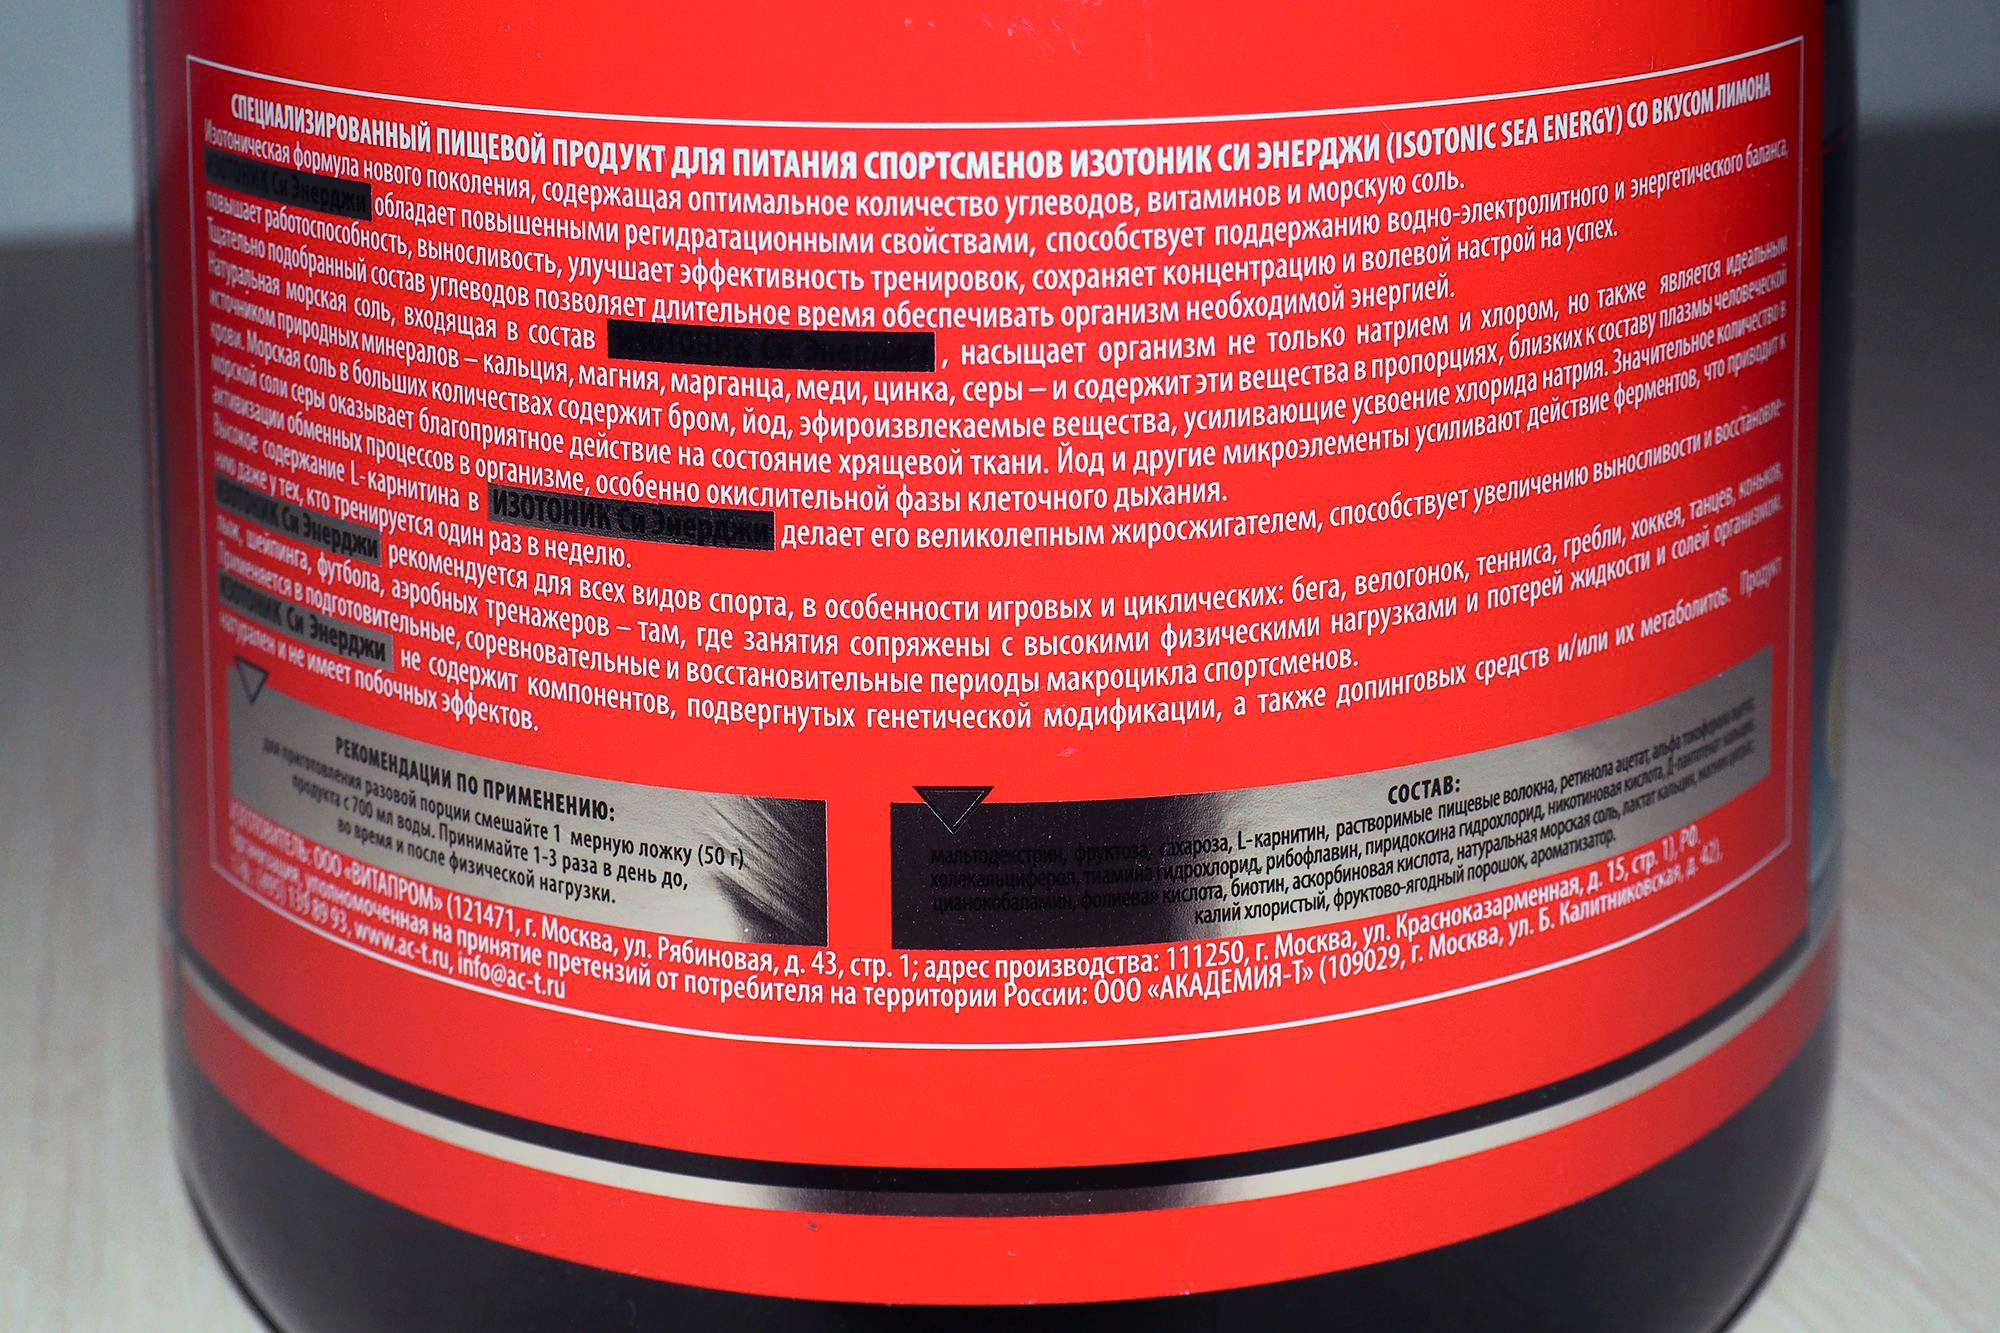 СПЕЦИАЛИЗИРОВАННЫЙ ПИЩЕВОЙ ПРОДУКТ ДЛЯ ПИТАНИЯ СПОРТСМЕНОВ ИЗОТОНИК СИ ЭНЕРДЖИ (ISOTONIC SEA ENERGY) СО ВКУСОМ ЛИМОНА
Изотоническая формула нового поколения, содержащая оптимальное количество углеводов, витаминов и морскую соль.
ИЗОТОНИК Си Энерджи обладает повышенными регидратационными свойствами, способствует поддержанию водно-электролитного и энергетического баланса,
повышает работоспособность, выносливость, улучшает эффективность тренировок, сохраняет концентрацию и волевой настрой на успех.
Тщательно подобранный состав углеводов позволяет длительное время обеспечивать организм необходимой энергией.
Натуральная морская соль, входящая в состав ИЗОТОНИК Си Энерджи, насыщает организм не только натрием и хлором, но также является идеальным
источником природных минералов – кальция, магния, марганца, меди, цинка, серы – и содержит эти вещества в пропорциях, близких к составу плазмы человеческой
крови. Морская соль в больших количествах содержит бром, йод, эфироизвлекаемые вещества, усиливающие усвоение хлорида натрия. Значительное количество в
морской соли серы оказывает благоприятное действие на состояние хрящевой ткани. Йод и другие микроэлементы усиливают действие ферментов, что приводит к
активизации обменных процессов в организме, особенно окислительной фазы клеточного дыхания.
Высокое содержание L-карнитина в ИЗОТОНИК Си Энерджи делает его великолепным жиросжигателем, способствует увеличению выносливости и восстановле-
нию даже у тех, кто тренируется один раз в неделю.
ИЗОТОНИК Си Энерджи рекомендуется для всех видов спорта, в особенности игровых и циклических: бега, велогонок, тенниса, гребли, хоккея, танцев, коньков,
лыж, шейпинга, футбола, аэробных тренажеров – там, где занятия сопряжены с высокими физическими нагрузками и потерей жидкости и солей организмом.
Применяется в подготовительные, соревновательные и восстановительные периоды макроцикла спортсменов.
ИЗОТОНИК Си Энерджи не содержит компонентов, подвергнутых генетической модификации, а также допинговых средств и/или их метаболитов. Продукт
натурален и не имеет побочных эффектов.
РЕКОМЕНДАЦИИ ПО ПРИМЕНЕНИЮ:
для приготовления разовой порции смешайте 1 мерную ложку (50 г)
продукта с 700 мл воды. Принимайте 1-3 раза в день до,
во время и после физической нагрузки.
СОСТАВ:
мальтодекстрин, фруктоза, сахароза, L-карнитин, растворимые пищевые волокна, ретинола ацетат, альфа токоферола ацетат,
холекальциферол, тиамина гидрохлорид, рибофлавин, пиридоксина гидрохлорид, никотиновая кислота, Д-пантотенат кальция,
цианокобаламин, фолиевая кислота, биотин, аскорбиновая кислота, натуральная морская соль, лактат кальция, магния цитрат,
калий хлористый, фруктово-ягодный порошок, ароматизатор.
ИЗГОТОВИТЕЛЬ: ООО «ВИТАПРОМ» (121471, г. Москва, ул. Рябиновая, д. 43, стр. 1; адрес производства: 111250, г. Москва, ул. Красноказарменная, д. 15, стр. 1), РФ.
Организация, уполномоченная на принятие претензий от потребителя на территории России: ООО «АКАДЕМИЯ-Т» (109029, г. Москва, ул. Б. Калитниковская, д. 42),
(495) 139 89 93, www.ac-t.ru, info@ac-t.ru